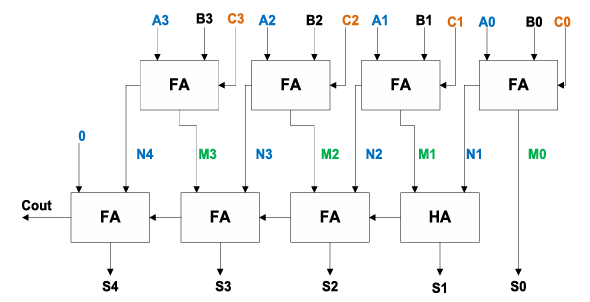 A3 B3 C3 A2 B2 C2 A1 B1 C1 A0 B0 C0
FA FA FA FA
0 N4 M3 N3 M2 N2 M1 N1 M0
Cout FA FA FA HA
S4 S3 S2 S1 S0